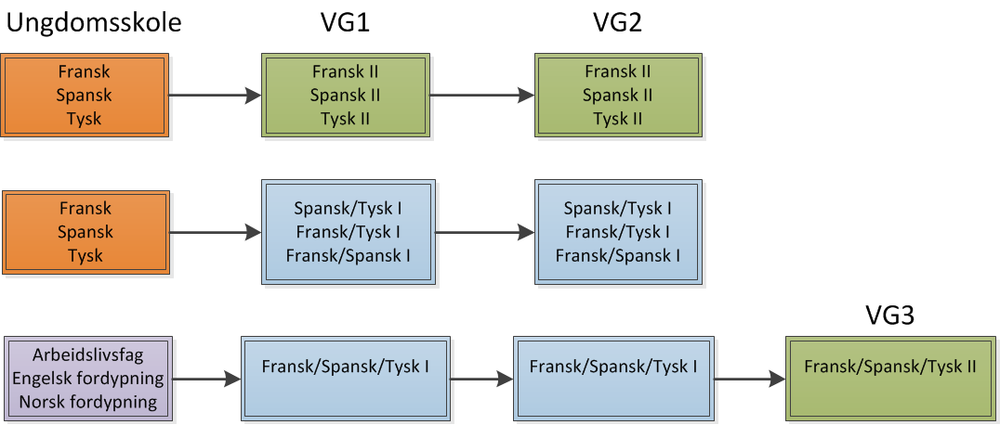 Ungdomsskole
VG1
VG2
Fransk
Spansk
Tysk
Fransk II
Spansk II
Tysk II
Fransk II
Spansk II
Tysk II
Fransk
Spansk
Tysk
Spansk/Tysk I
Fransk/Tysk I
Fransk/Spansk I
Spansk/Tysk I
Fransk/Tysk I
Fransk/Spansk I
VG3
Arbeidslivsfag
Engelsk fordypning
Norsk fordypning
Fransk/Spansk/Tysk I
Fransk/Spansk/Tysk I
Fransk/Spansk/Tysk II